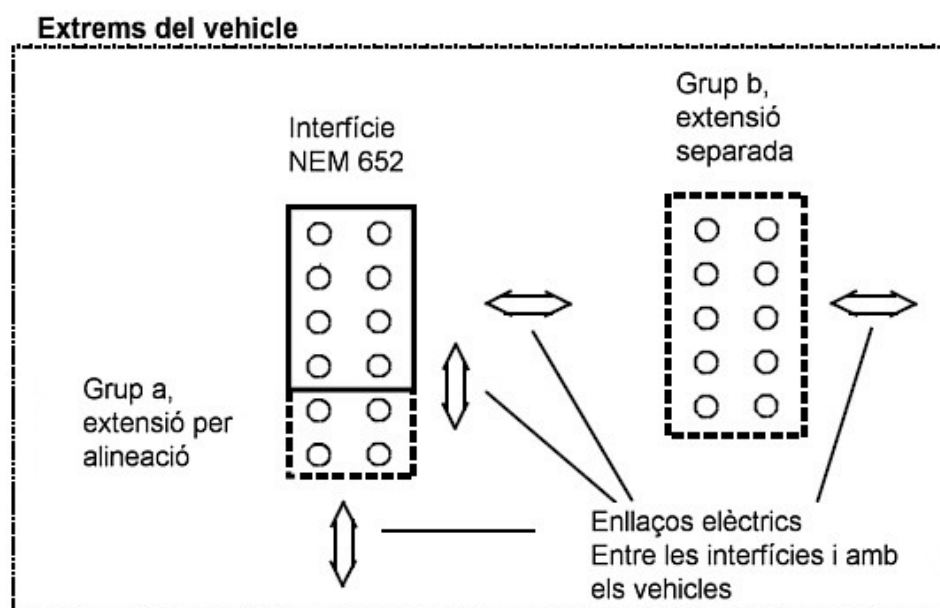 Extrems del vehicle
Grup b,
extensió
separada
Interfície
NEM 652
Grup a,
extensió per
alineació
Enllaços elèctrics
Entre les interfícies i amb
els vehicles